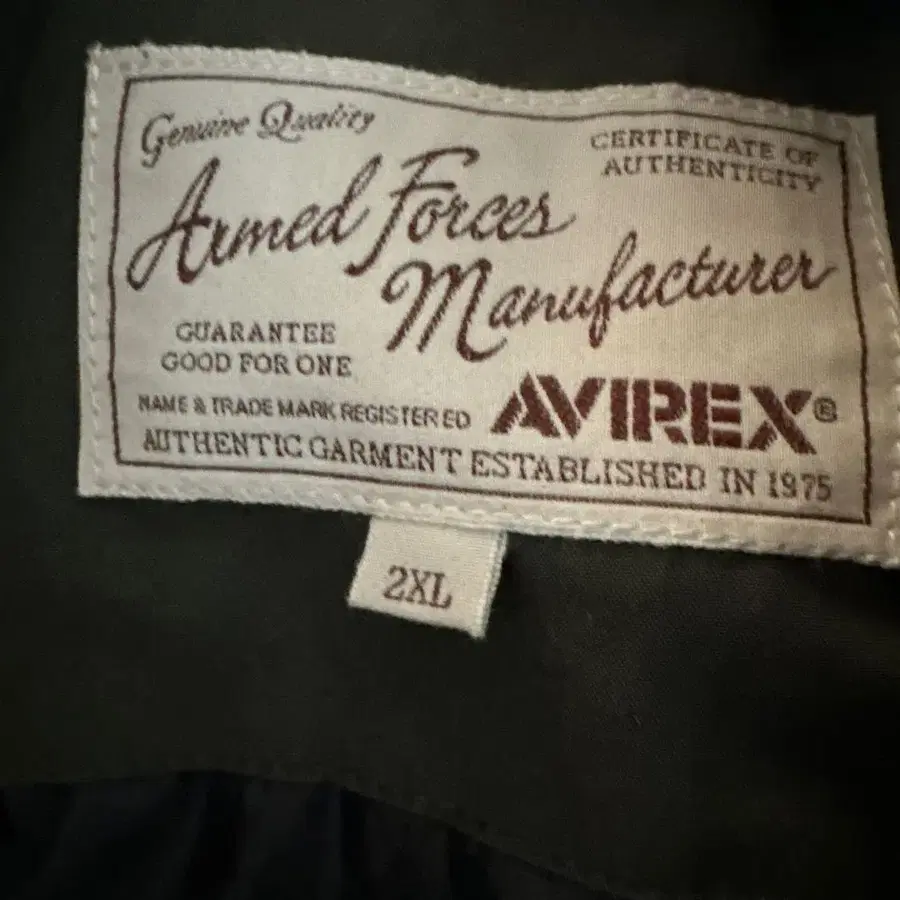 Genuine Quality
CERTIFICATE OF
AUTHENTICITY
Armed Forces
Manufacturer
GUARANTEE
GOOD FOR ONE
NAME & TRADE MARK REGISTERED
AVIREX®
AUTHENTIC GARMENT ESTABLISHED IN 1975
2XL